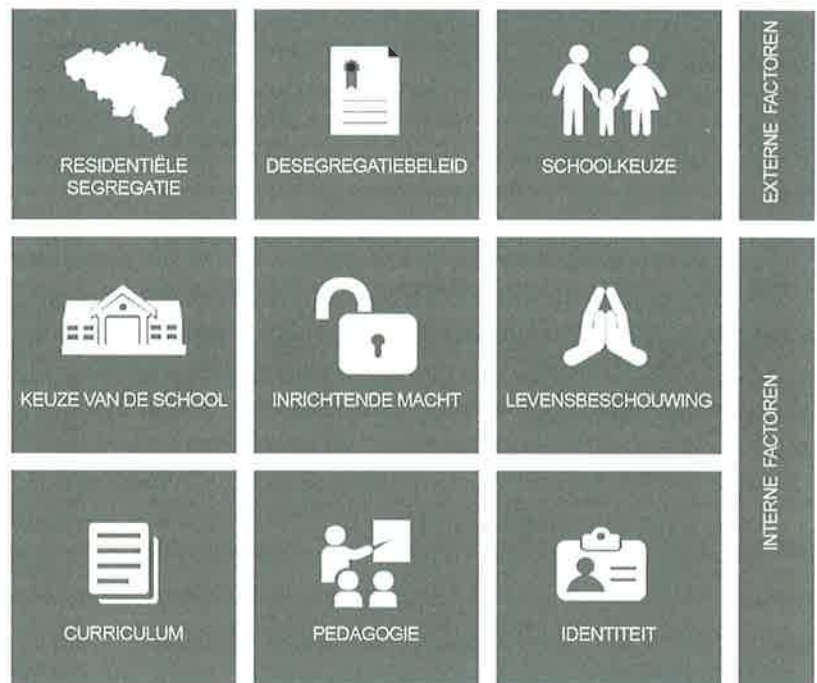 RESIDENTIËLE
SEGREGATIE
DESEGREGATIEBELEID
SCHOOLKEUZE
EXTERNE FACTOREN
KEUZE VAN DE SCHOOL
INRICHTENDE MACHT
LEVENSBESCHOUWING
INTERNE FACTOREN
CURRICULUM
PEDAGOGIE
IDENTITEIT